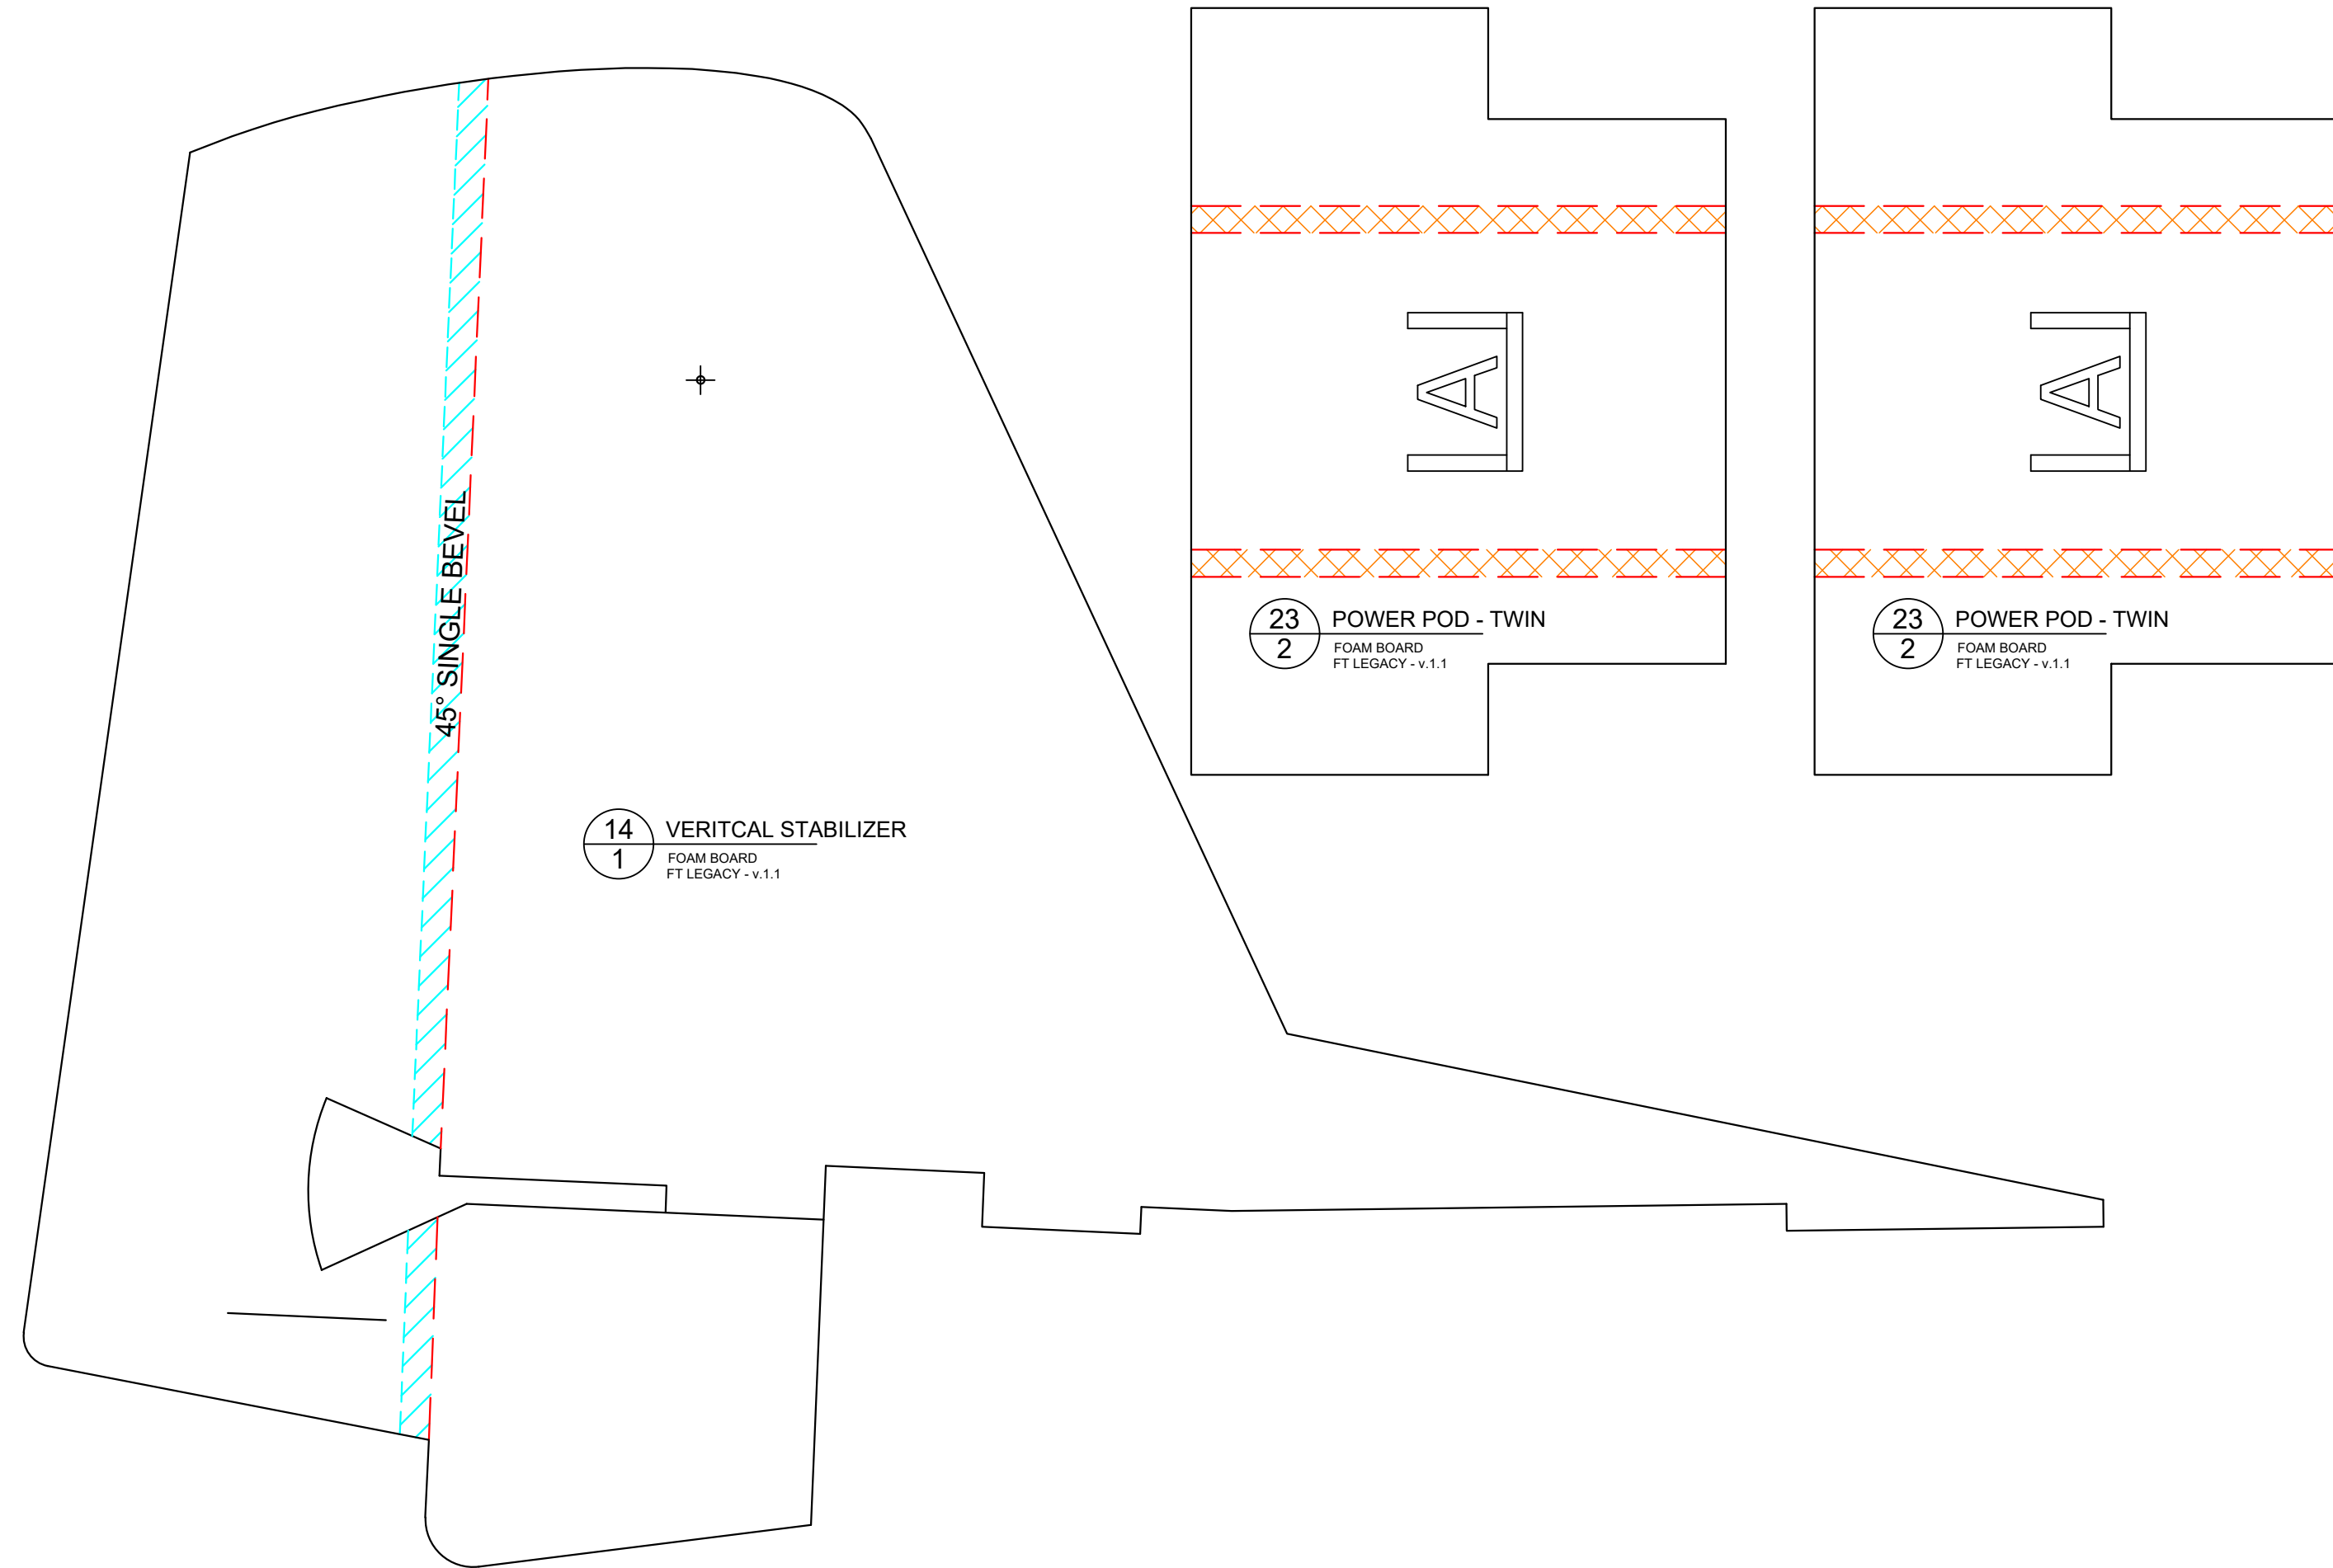 45° SINGLE BEVEL
14
1
VERITCAL STABILIZER
FOAM BOARD
FT LEGACY - v.1.1
A
23
2
POWER POD - TWIN
FOAM BOARD
FT LEGACY - v.1.1
A
23
2
POWER POD - TWIN
FOAM BOARD
FT LEGACY - v.1.1